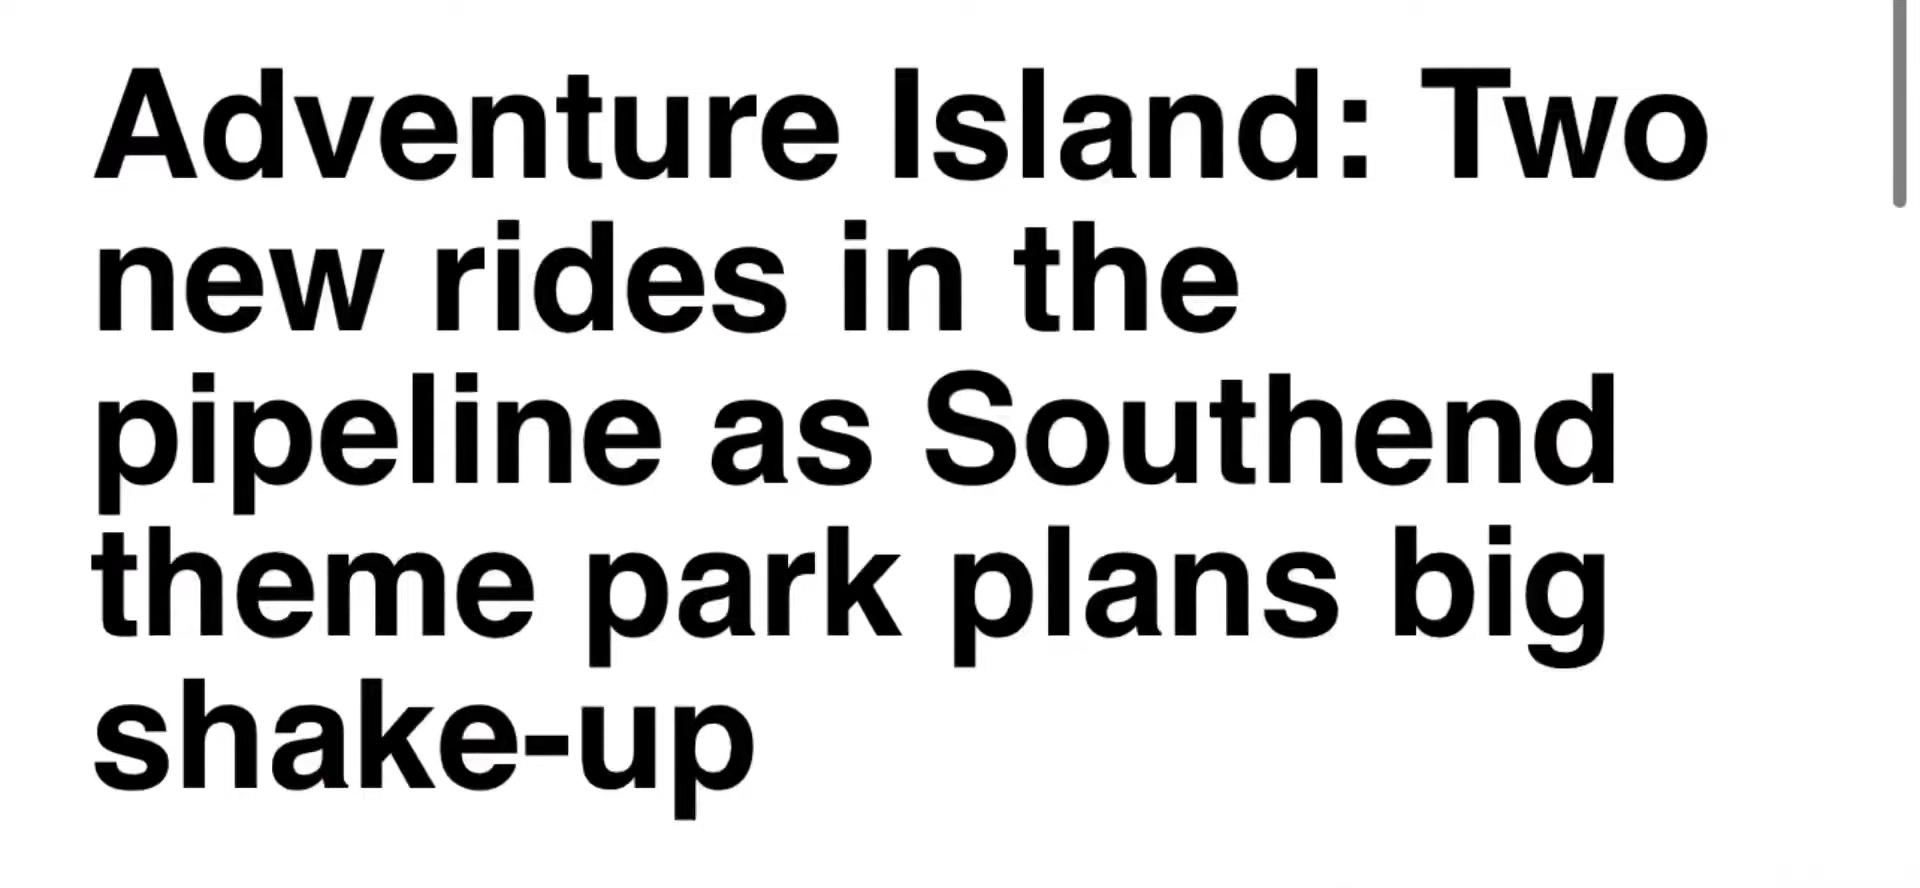 Adventure Island: Two
new rides in the
pipeline as Southend
theme park plans big
shake-up